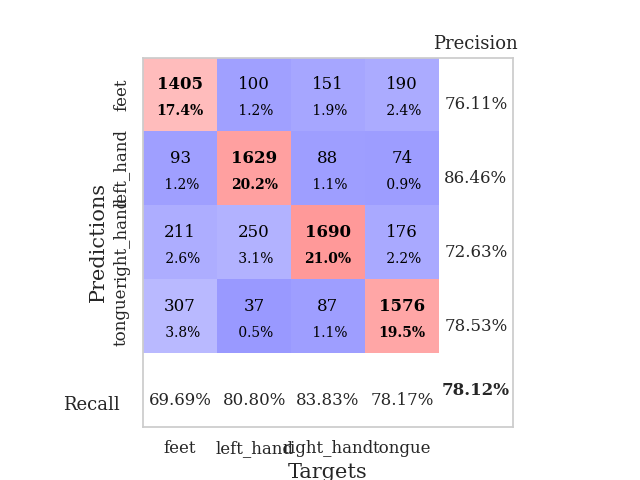 Precision
feet 1405 100 151 190 76.11%
17.4% 1.2% 1.9% 2.4%
left_hand 93 1629 88 74 86.46%
1.2% 20.2% 1.1% 0.9%
right_hand 211 250 1690 176 72.63%
2.6% 3.1% 21.0% 2.2%
tongue 307 37 87 1576 78.53%
3.8% 0.5% 1.1% 19.5%
Predictions
Recall 69.69% 80.80% 83.83% 78.17% 78.12%
feet left_hand right_hand tongue
Targets